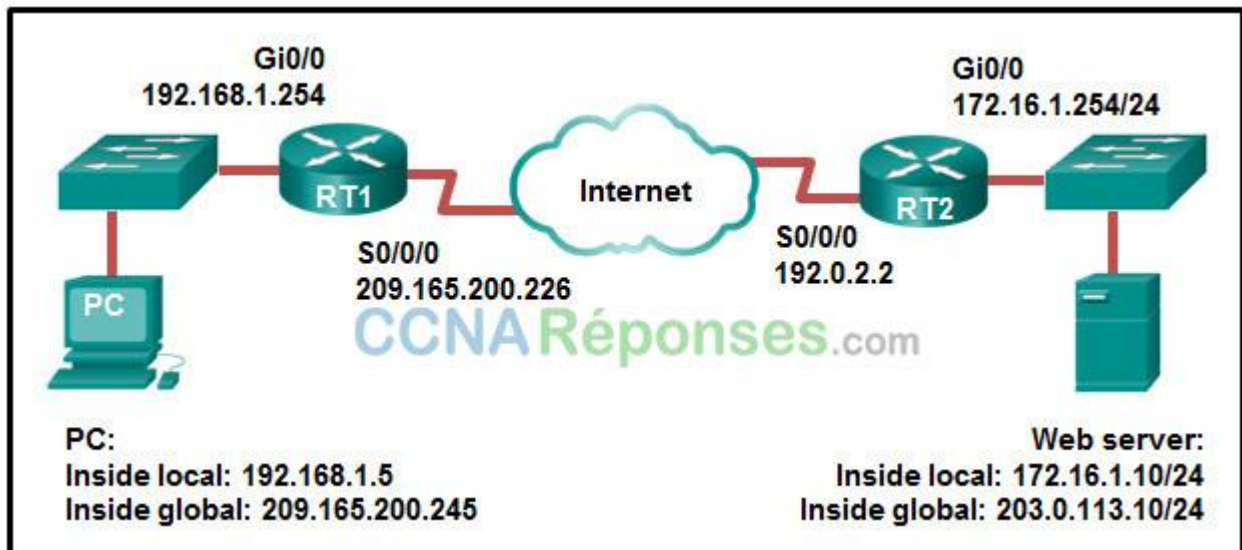 Gi0/0
192.168.1.254
Gi0/0
172.16.1.254/24
RT1
Internet
RT2
S0/0/0
209.165.200.226
S0/0/0
192.0.2.2
PC
CCNA Réponses.com
PC:
Inside local: 192.168.1.5
Inside global: 209.165.200.245
Web server:
Inside local: 172.16.1.10/24
Inside global: 203.0.113.10/24